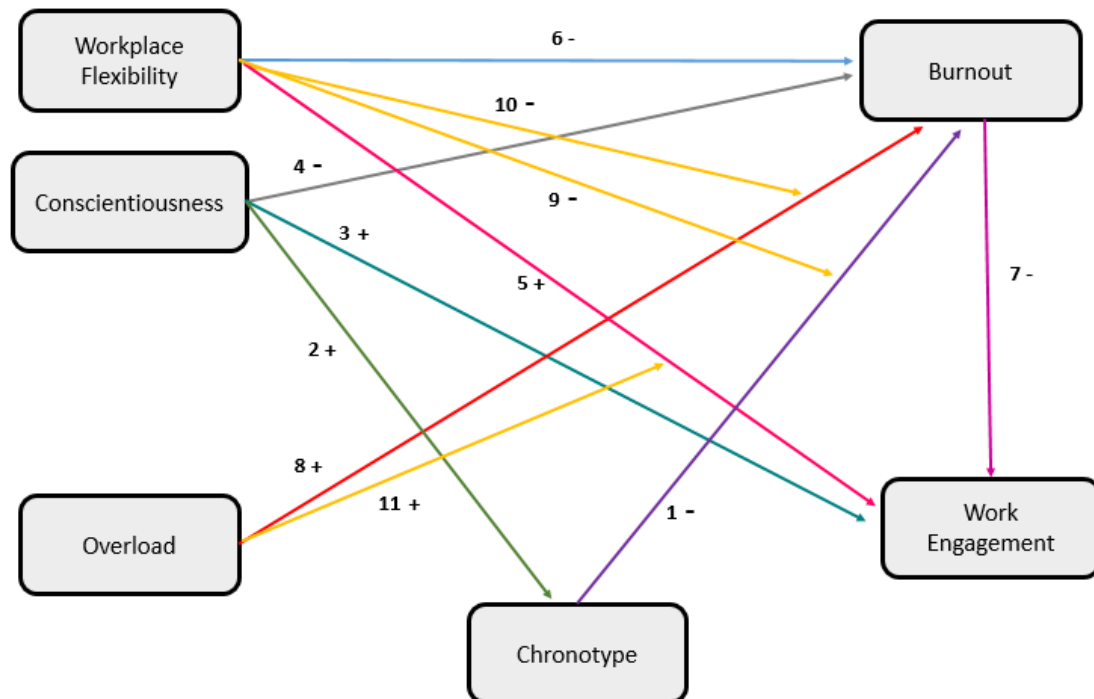 Workplace
Flexibility
6 -
Burnout
10 -
4 -
Conscientiousness
9 -
3 +
5 +
7 -
2 +
8 +
11 +
1 -
Overload
Work
Engagement
Chronotype